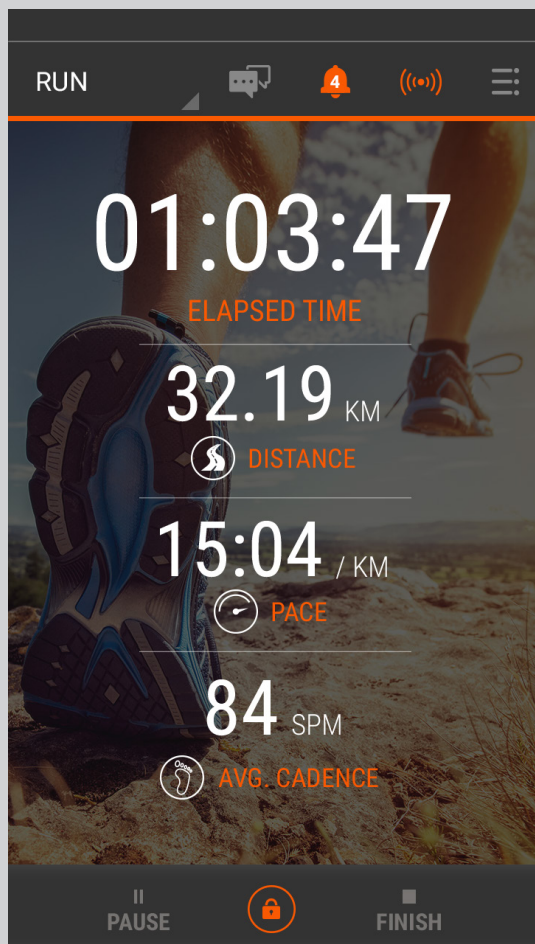 RUN
4
01:03:47
ELAPSED TIME
32.19 KM
DISTANCE
15:04 / KM
PACE
84 SPM
AVG. CADENCE
PAUSE
FINISH